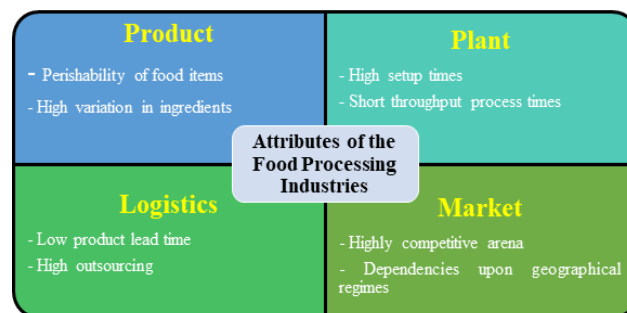 Product
- Perishability of food items
- High variation in ingredients
Plant
- High setup times
- Short throughput process times
Attributes of the
Food Processing
Industries
Logistics
- Low product lead time
- High outsourcing
Market
- Highly competitive arena
- Dependencies upon geographical
regimes